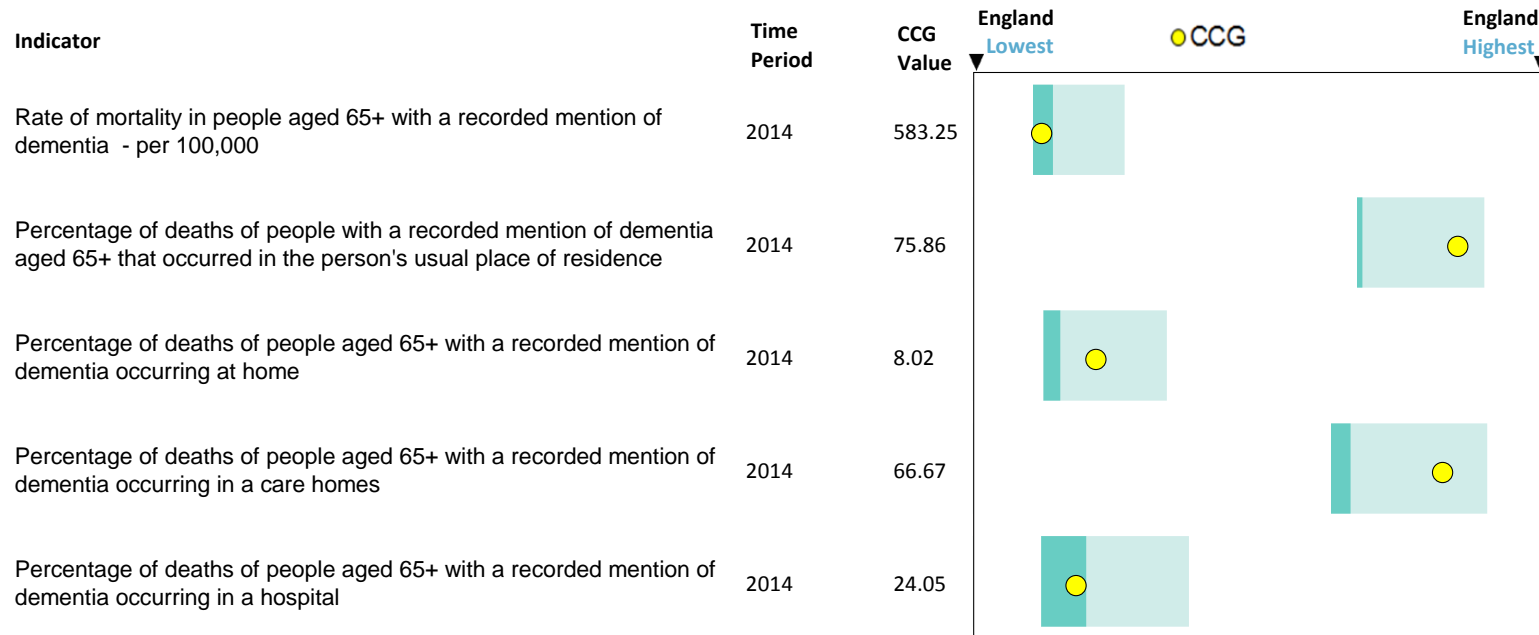 Indicator
Time Period
CCG Value
England Lowest
CCG
England Highest
Rate of mortality in people aged 65+ with a recorded mention of
dementia - per 100,000
2014
583.25
Percentage of deaths of people with a recorded mention of dementia
aged 65+ that occurred in the person's usual place of residence
2014
75.86
Percentage of deaths of people aged 65+ with a recorded mention of
dementia occurring at home
2014
8.02
Percentage of deaths of people aged 65+ with a recorded mention of
dementia occurring in a care homes
2014
66.67
Percentage of deaths of people aged 65+ with a recorded mention of
dementia occurring in a hospital
2014
24.05